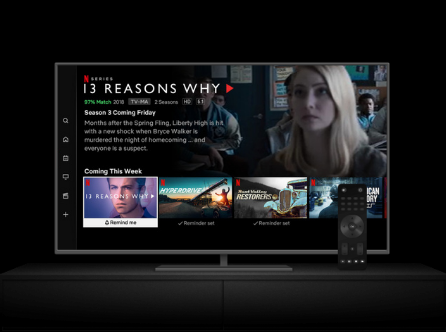 N SERIES
13 REASONS WHY
97% Match 2018 TV-MA 2 Seasons HD 5.1
Season 3 Coming Friday
Months after the Spring Fling, Liberty High is hit
with a new shock when Bryce Walker is
murdered the night of homecoming ... and
everyone is a suspect.
Coming This Week
13 REASONS WHY
HYPERDRIVE
Rust Valley
RESTORERS
Remind me
Reminder set
Reminder set